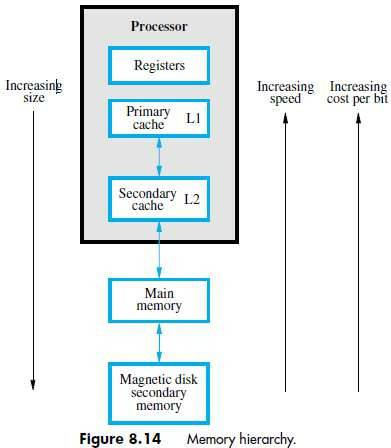 Processor
Registers
Increasing
size
Increasing
speed
Increasing
cost per bit
Primary
cache
L1
Secondary
cache
L2
Main
memory
Magnetic disk
secondary
memory
Figure 8.14 Memory hierarchy.